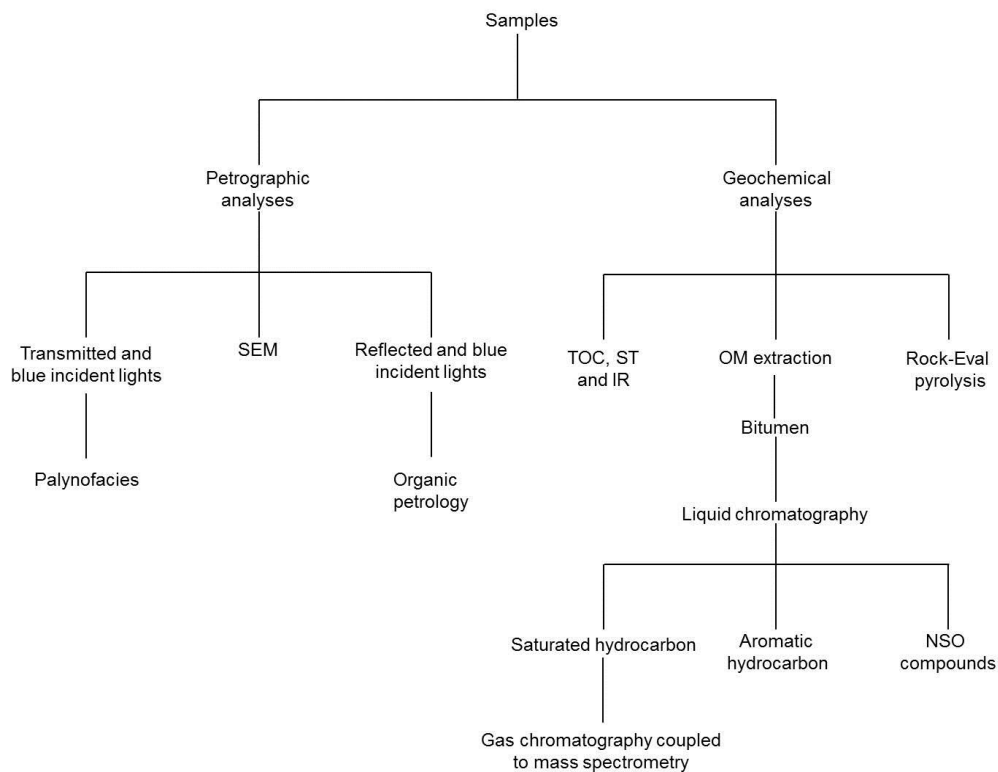 Samples
Petrographic
analyses
Geochemical
analyses
Transmitted and
blue incident lights
SEM
Reflected and blue
incident lights
TOC, ST
and IR
OM extraction
Rock-Eval
pyrolysis
Bitumen
Palynofacies
Organic
petrology
Liquid chromatography
Saturated hydrocarbon
Aromatic
hydrocarbon
NSO
compounds
Gas chromatography coupled
to mass spectrometry